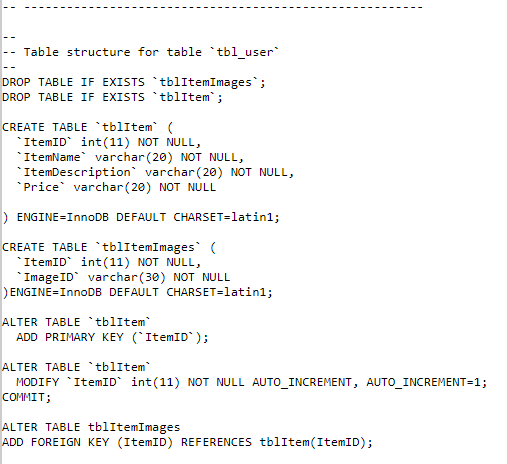 -- --------------------------------------------------
--
-- Table structure for table `tbl_user`
--
DROP TABLE IF EXISTS `tblItemImages`;
DROP TABLE IF EXISTS `tblItem`;
CREATE TABLE `tblItem` (
  `ItemID` int(11) NOT NULL,
  `ItemName` varchar(20) NOT NULL,
  `ItemDescription` varchar(20) NOT NULL,
  `Price` varchar(20) NOT NULL
) ENGINE=InnoDB DEFAULT CHARSET=latin1;
CREATE TABLE `tblItemImages` (
  `ItemID` int(11) NOT NULL,
  `ImageID` varchar(30) NOT NULL
)ENGINE=InnoDB DEFAULT CHARSET=latin1;
ALTER TABLE `tblItem`
  ADD PRIMARY KEY (`ItemID`);
ALTER TABLE `tblItem`
  MODIFY `ItemID` int(11) NOT NULL AUTO_INCREMENT, AUTO_INCREMENT=1;
COMMIT;
ALTER TABLE tblItemImages
ADD FOREIGN KEY (ItemID) REFERENCES tblItem(ItemID);